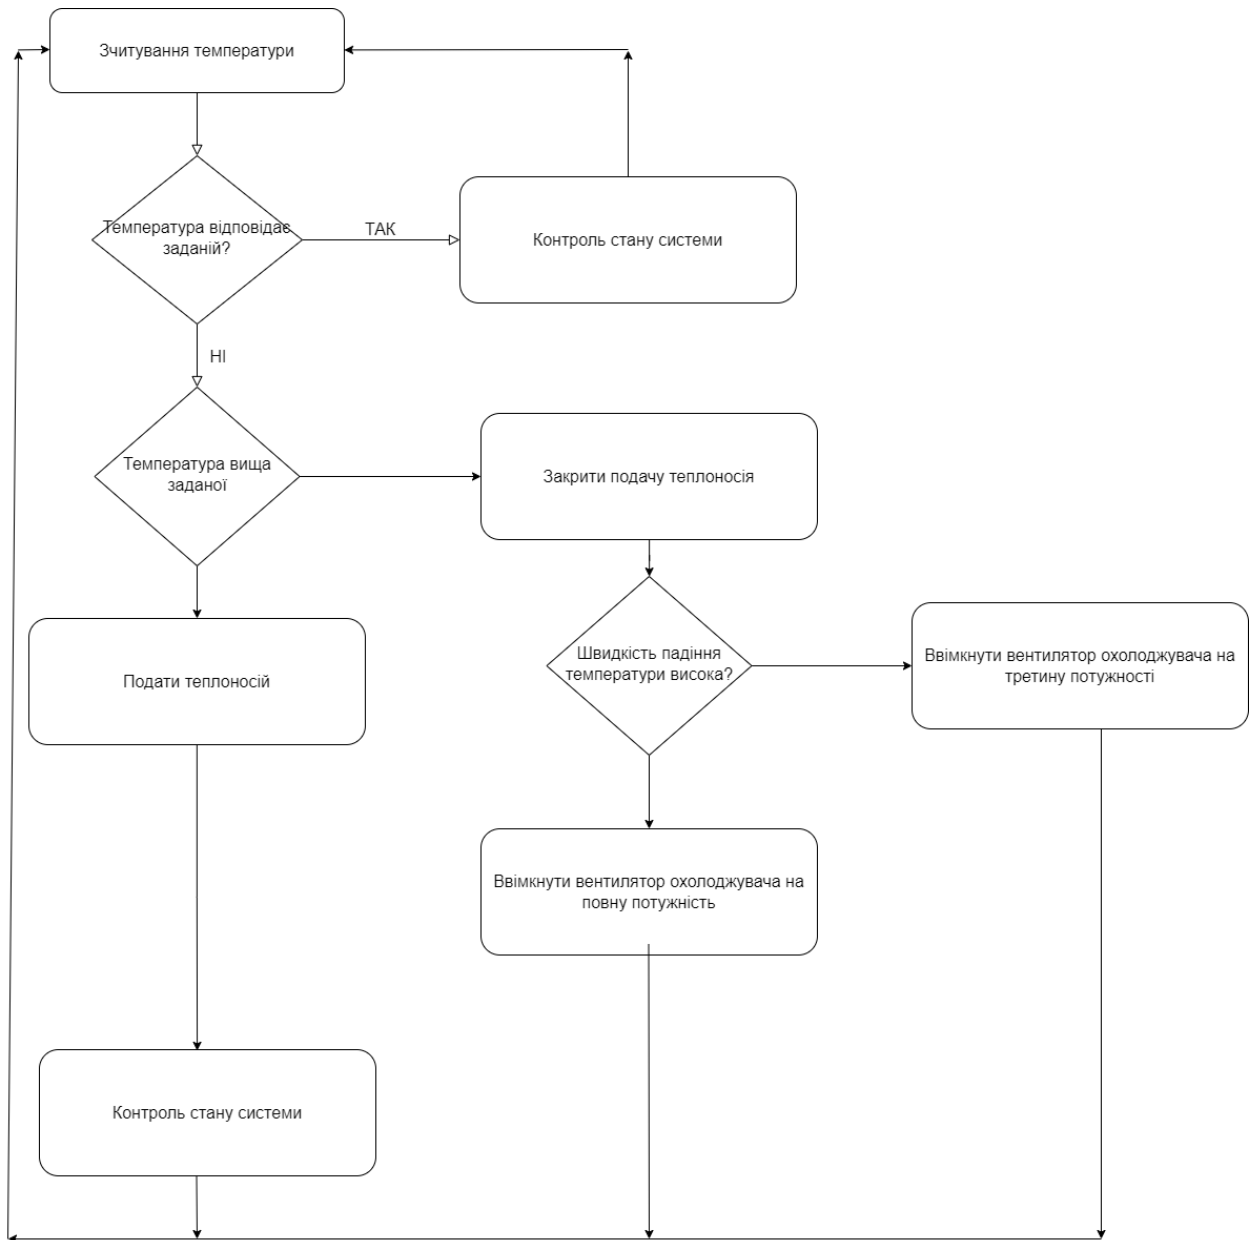 Зчитування температури
Температура відповідає
заданій?
ТАК
Контроль стану системи
НІ
Температура вища
заданої
Закрити подачу теплоносія
Швидкість падіння
температури висока?
Ввімкнути вентилятор охолоджувача на
третину потужності
Подати теплоносій
Ввімкнути вентилятор охолоджувача на
повну потужність
Контроль стану системи